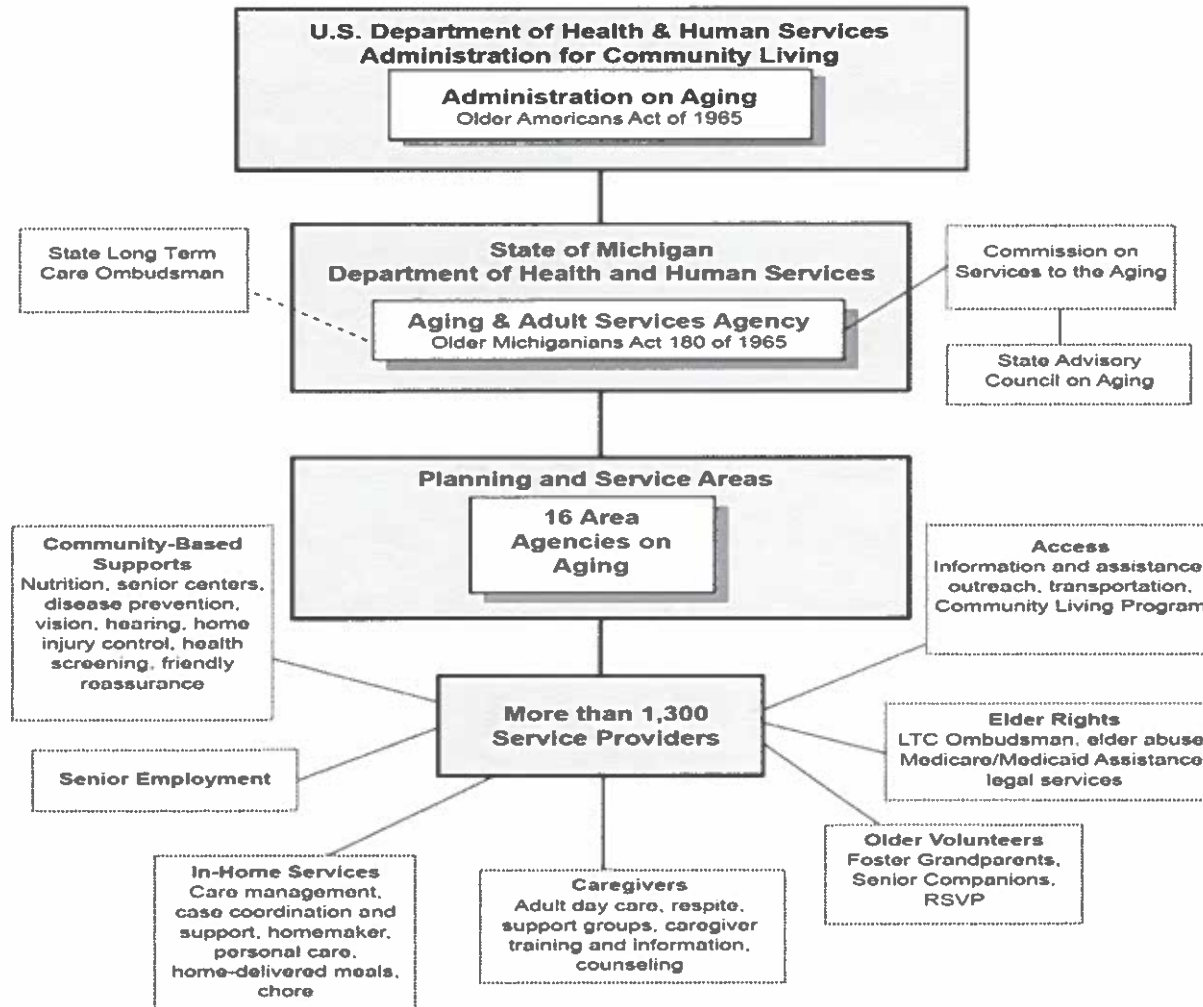 U.S. Department of Health & Human Services
Administration for Community Living
Administration on Aging
Older Americans Act of 1965
State Long Term
Care Ombudsman
State of Michigan
Department of Health and Human Services
Aging & Adult Services Agency
Older Michiganians Act 180 of 1965
Commission on
Services to the Aging
State Advisory
Council on Aging
Planning and Service Areas
16 Area
Agencies on
Aging
Community-Based
Supports
Nutrition, senior centers,
disease prevention,
vision, hearing, home
injury control, health
screening, friendly
reassurance
Access
Information and assistance
outreach, transportation,
Community Living Program
More than 1,300
Service Providers
Elder Rights
LTC Ombudsman, elder abuse
Medicare/Medicaid Assistance
legal services
Senior Employment
Older Volunteers
Foster Grandparents,
Senior Companions,
RSVP
In-Home Services
Care management,
case coordination and
support, homemaker,
personal care,
home-delivered meals,
chore
Caregivers
Adult day care, respite,
support groups, caregiver
training and information,
counseling